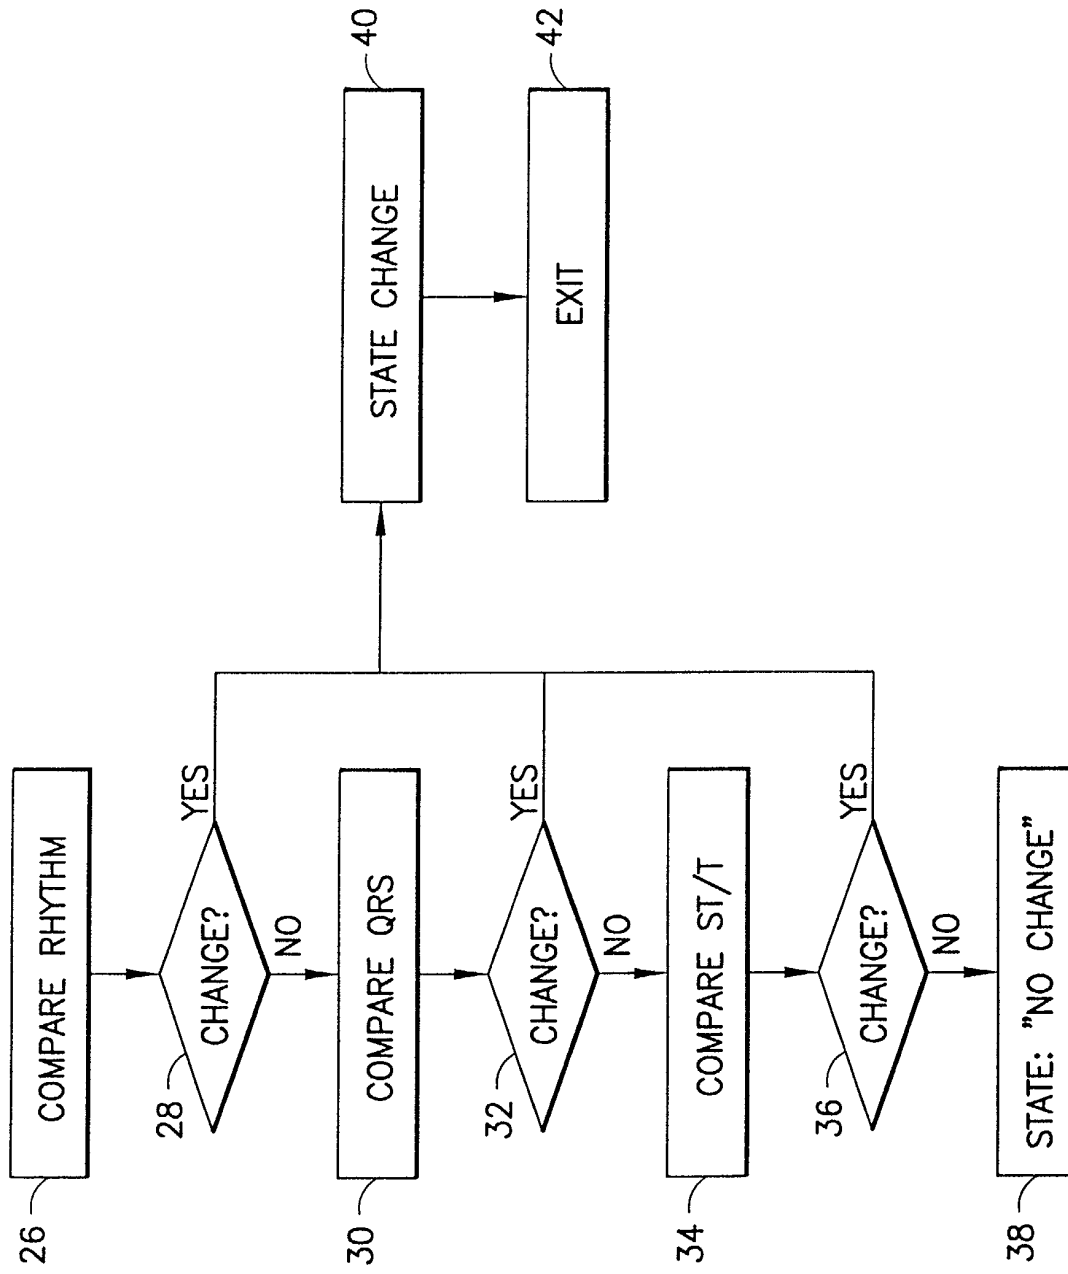 26
COMPARE RHYTHM
28
CHANGE?
YES
NO
30
COMPARE QRS
32
CHANGE?
YES
NO
34
COMPARE ST/T
36
CHANGE?
YES
NO
38
STATE: "NO CHANGE"
40
STATE CHANGE
42
EXIT